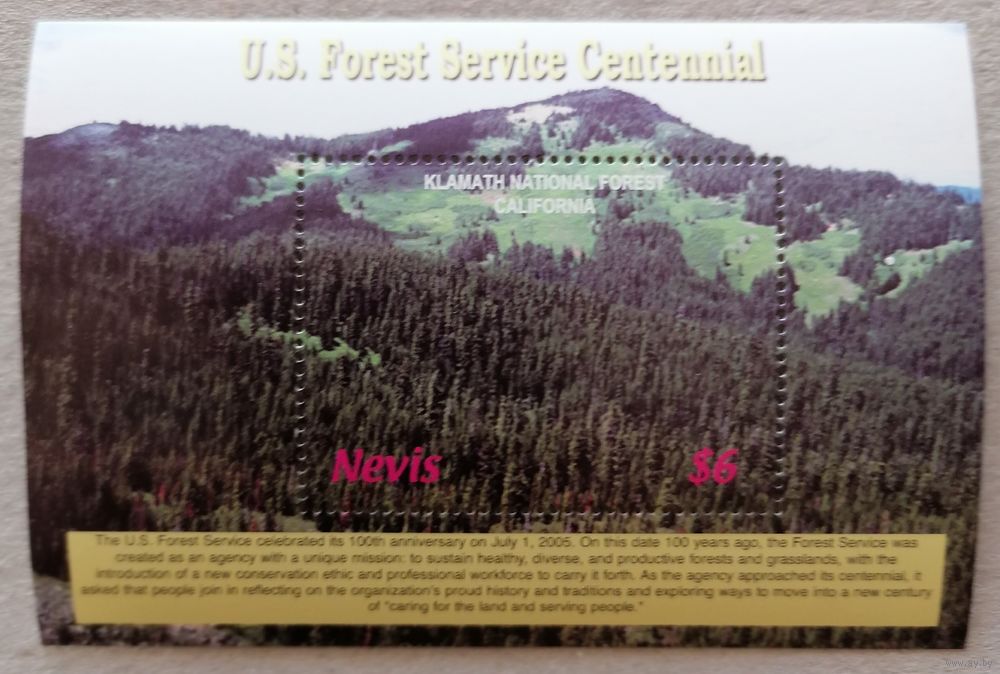 U.S. Forest Service Centennial
KLAMATH NATIONAL FOREST
CALIFORNIA
Nevis $6
The U.S. Forest Service celebrated its 100th anniversary on July 1, 2005. On this date 100 years ago, the Forest Service was
created as an agency with a unique mission: to sustain healthy, diverse, and productive forests and grasslands, with the
introduction of a new conservation ethic and professional workforce to carry it forth. As the agency approached its centennial, it
asked that people join in reflecting on the organization's proud history and traditions and exploring ways to move into a new century
of "caring for the land and serving people."
www.ay.by